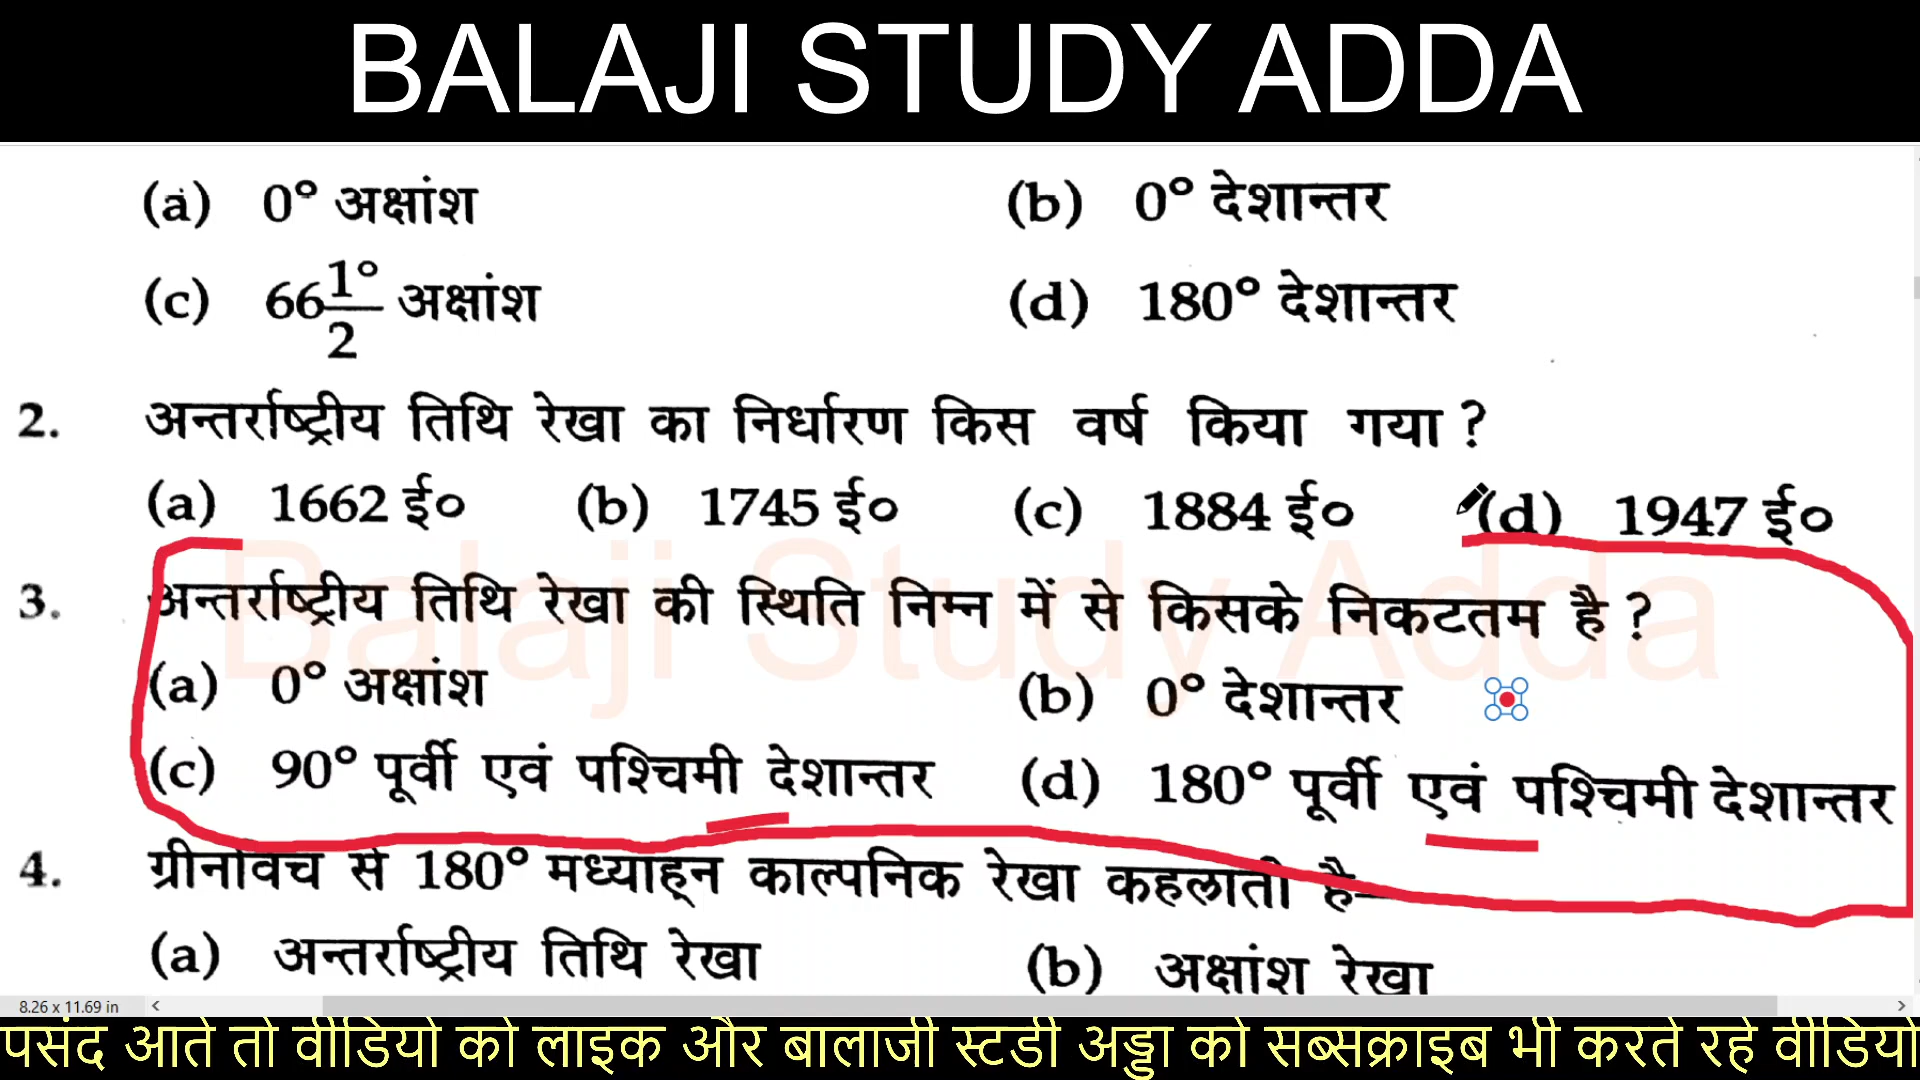 BALAJI STUDY ADDA
(a) 0° अक्षांश (b) 0° देशान्तर
(c) 66 1/2° अक्षांश (d) 180° देशान्तर
2. अन्तर्राष्ट्रीय तिथि रेखा का निर्धारण किस वर्ष किया गया ?
(a) 1662 ई० (b) 1745 ई० (c) 1884 ई० (d) 1947 ई०
Balaji Study Adda
3. अन्तर्राष्ट्रीय तिथि रेखा की स्थिति निम्न में से किसके निकटतम है ?
(a) 0° अक्षांश (b) 0° देशान्तर
(c) 90° पूर्वी एवं पश्चिमी देशान्तर (d) 180° पूर्वी एवं पश्चिमी देशान्तर
4. ग्रीनविच से 180° मध्याह्न काल्पनिक रेखा कहलाती है—
(a) अन्तर्राष्ट्रीय तिथि रेखा (b) अक्षांश रेखा
8.26 x 11.69 in
पसंद आते तो वीडियो को लाइक और बालाजी स्टडी अड्डा को सब्सक्राइब भी करते रहे वीडियो